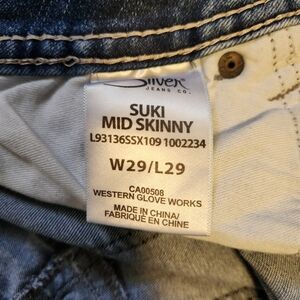 Silver
JEANS CO.
SUKI
MID SKINNY
L93136SSX109 1002234
W29/L29
CA00508
WESTERN GLOVE WORKS
MADE IN CHINA/
FABRIQUÉ EN CHINE